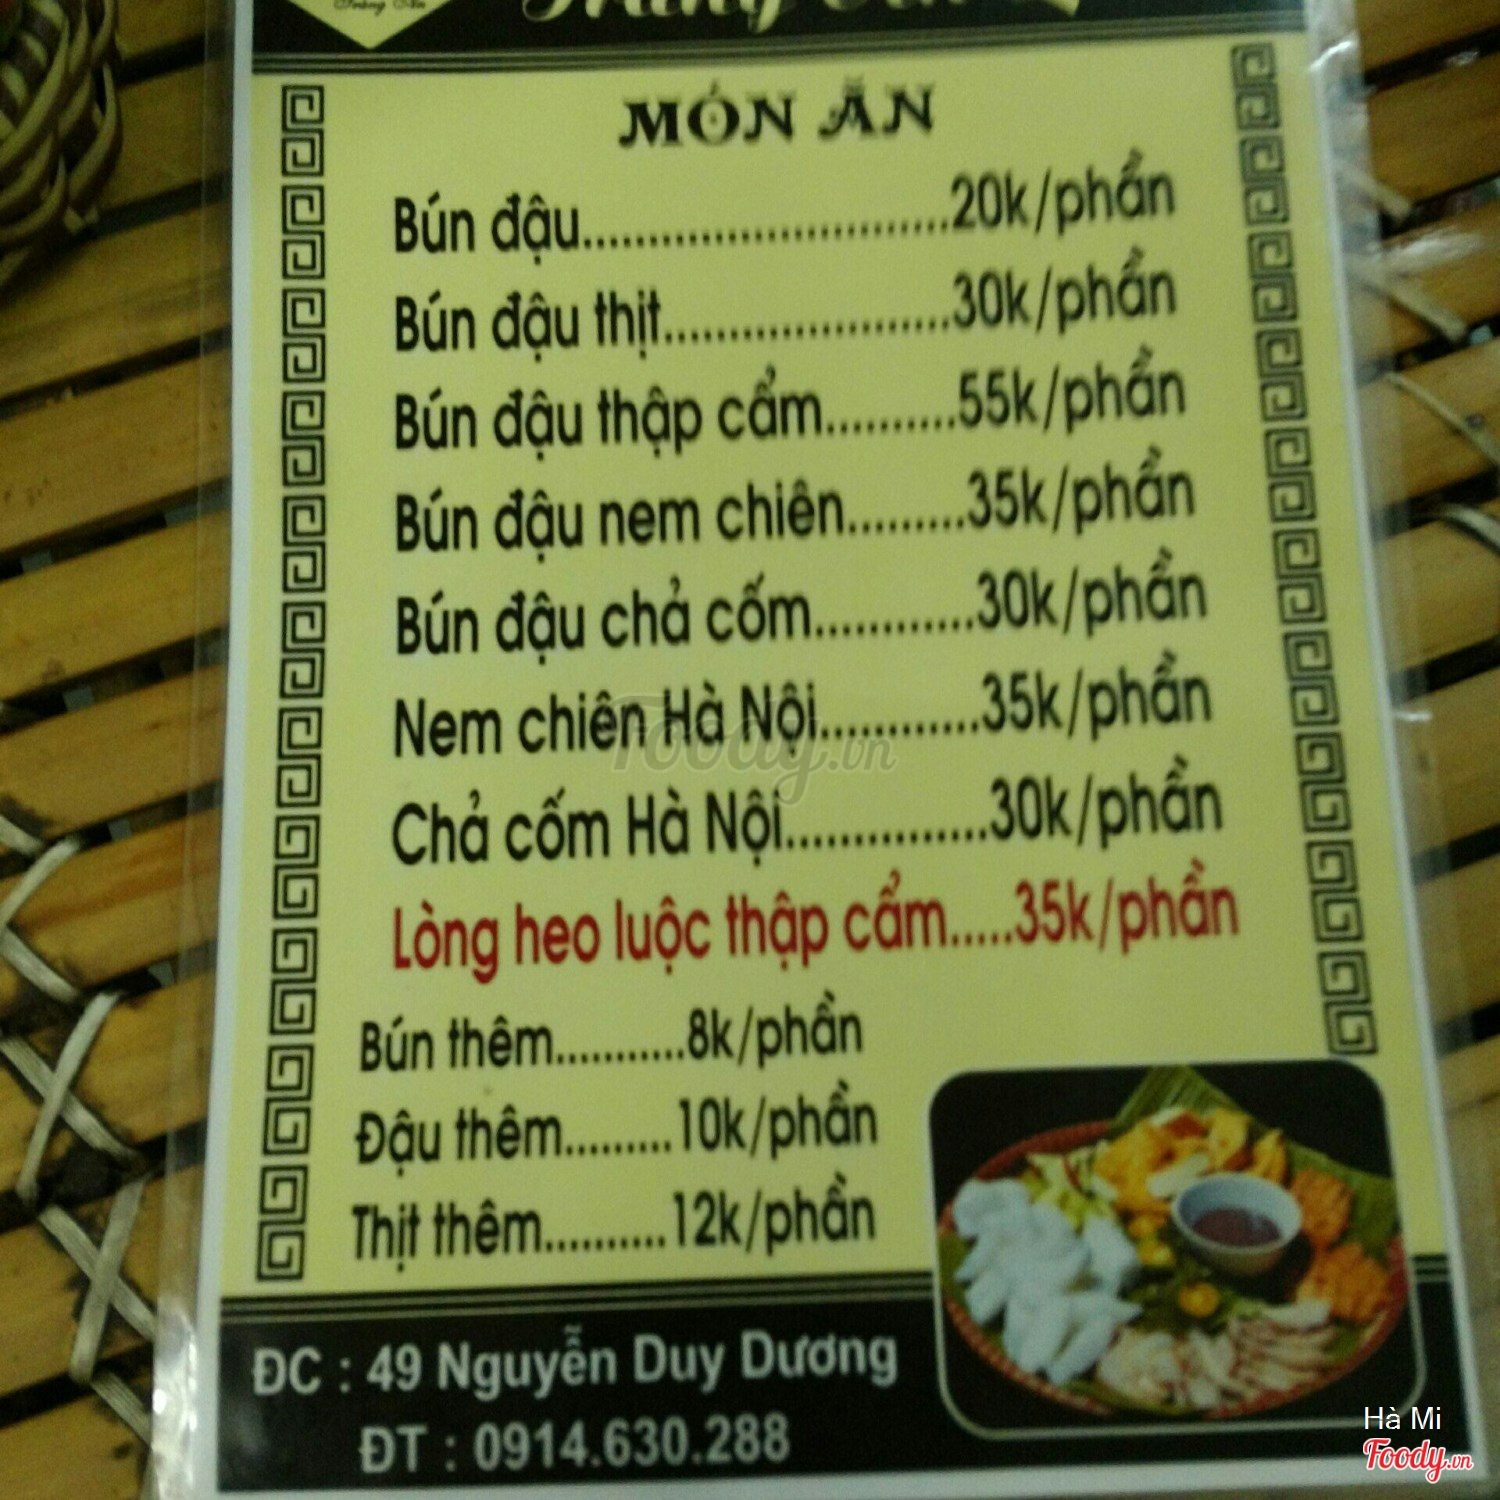 MÓN ĂN
Bún đậu............................20k/phần
Bún đậu thịt......................30k/phần
Bún đậu thập cẩm..........55k/phần
Bún đậu nem chiên.........35k/phần
Bún đậu chả cốm............30k/phần
Nem chiên Hà Nội............35k/phần
Chả cốm Hà Nội...............30k/phần
Lòng heo luộc thập cẩm.....35k/phần
Bún thêm............8k/phần
Đậu thêm.........10k/phần
Thịt thêm..........12k/phần
ĐC : 49 Nguyễn Duy Dương
ĐT : 0914.630.288
Foody.vn
Hà Mi
Foody.vn